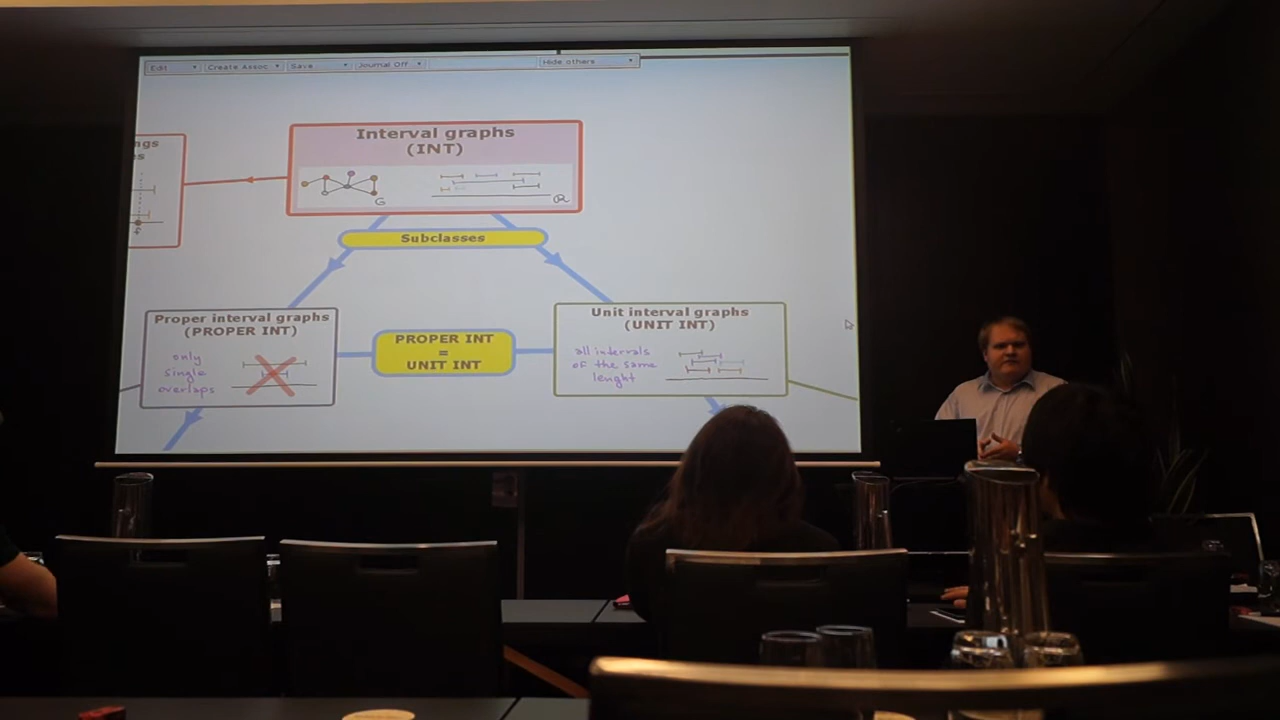 Edit
Create Assoc
Save
Journal Off
Hide others
Interval graphs
(INT)
G
R
Subclasses
Proper interval graphs
(PROPER INT)
only
single
overlaps
PROPER INT
=
UNIT INT
Unit interval graphs
(UNIT INT)
all intervals
of the same
lenght